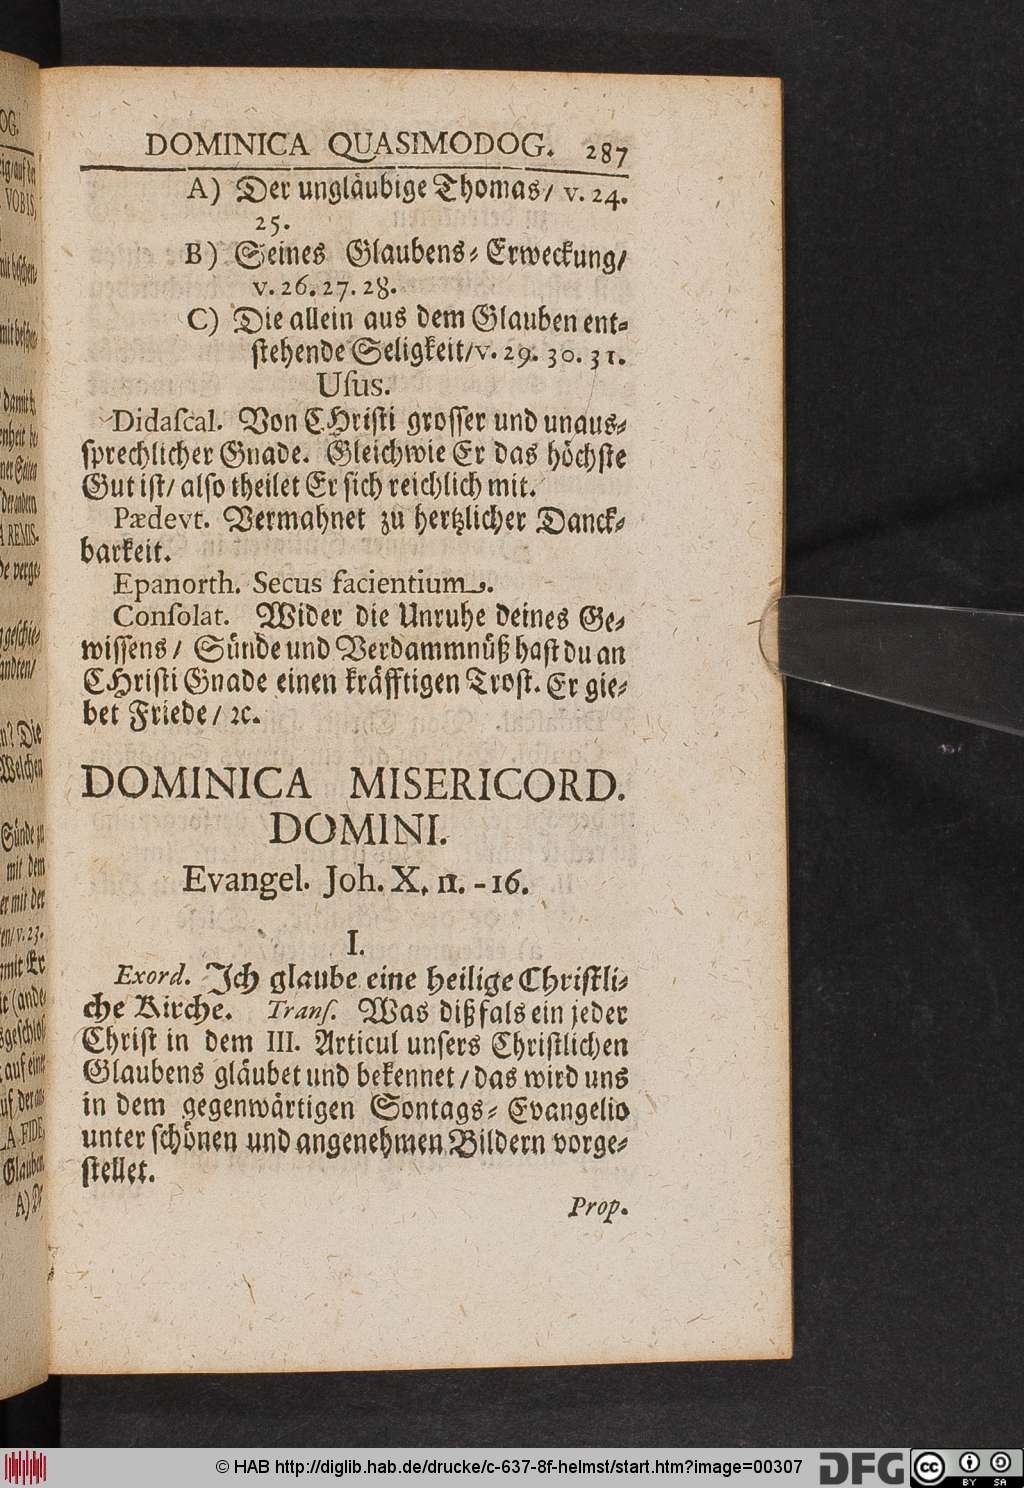 DOMINICA QUASIMODOG. 287
A) Der ungläubige Thomas/ v. 24.
25.
B) Seines Glaubens-Erweckung/
v. 26. 27. 28.
C) Die allein aus dem Glauben ent-
stehende Seligkeit/v. 29. 30. 31.
Uſus.
Didaſcal. Von CHristi grosser und unaus-
sprechlicher Gnade. Gleichwie Er das höchste
Gut ist/ also theilet Er sich reichlich mit.
Pædevt. Vermahnet zu hertzlicher Danck-
barkeit.
Epanorth. Secus facientium.
Conſolat. Wider die Unruhe deines Ge-
wissens/ Sünde und Verdammnüß hast du an
CHristi Gnade einen kräfftigen Trost. Er gie-
bet Friede/ ꝛc.
DOMINICA MISERICORD.
DOMINI.
Evangel. Joh. X. 11. -16.
I.
Exord. Ich glaube eine heilige Christli-
che Kirche. Tranſ. Was dißfals ein jeder
Christ in dem III. Articul unsers Christlichen
Glaubens gläubet und bekennet/ das wird uns
in dem gegenwärtigen Sontags-Evangelio
unter schönen und angenehmen Bildern vorge-
stellet.
Prop.
© HAB http://diglib.hab.de/drucke/c-637-8f-helmst/start.htm?image=00307
DFG
cc BY SA